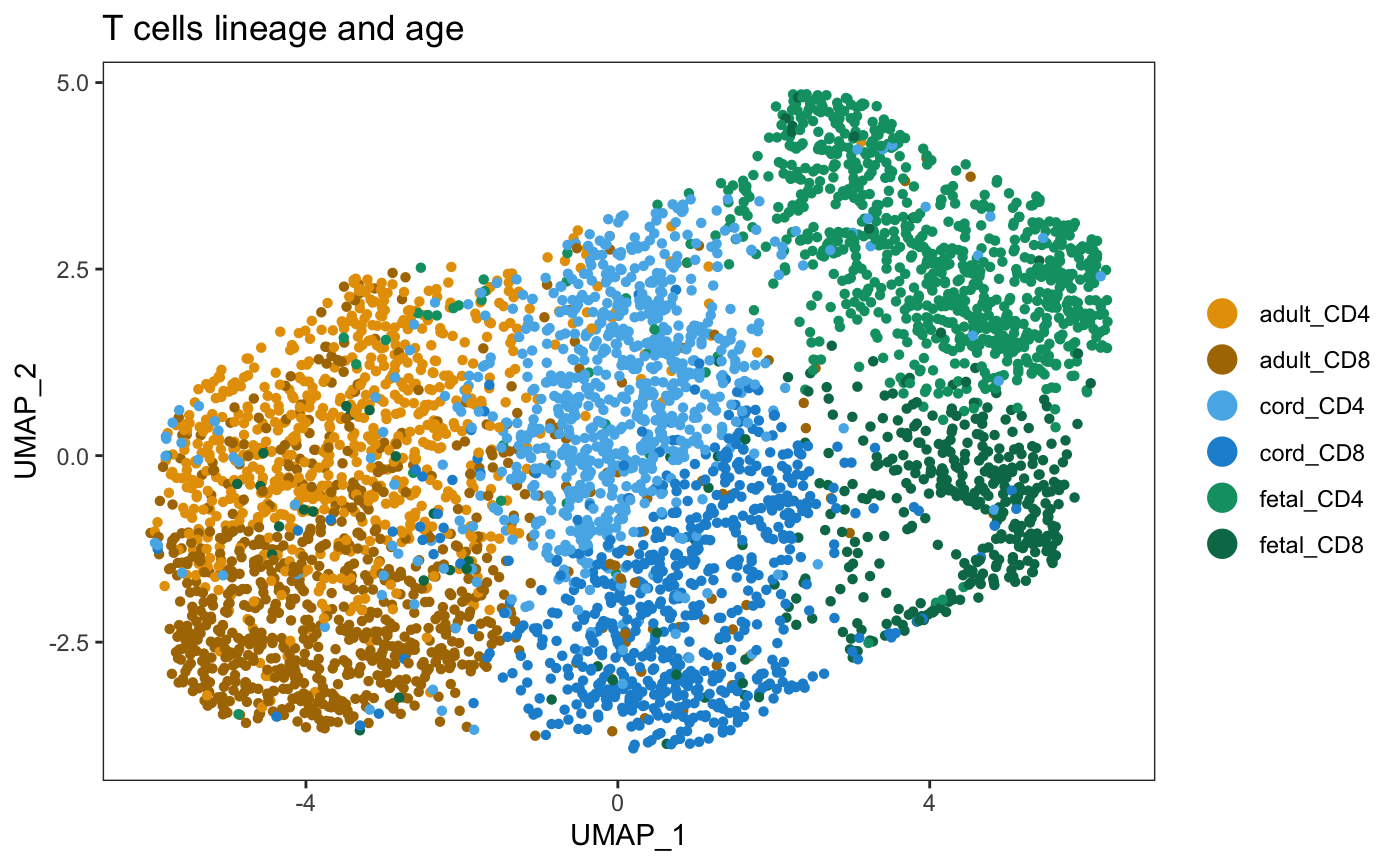 T cells lineage and age
5.0
2.5
0.0
-2.5
UMAP_2
-4
0
4
UMAP_1
adult_CD4
adult_CD8
cord_CD4
cord_CD8
fetal_CD4
fetal_CD8